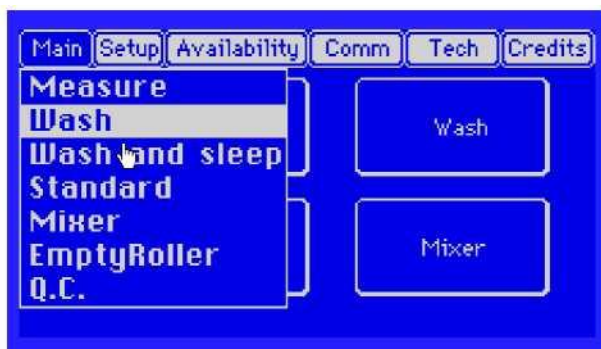 Main Setup Availability Comm Tech Credits
Measure
Wash
Wash and sleep
Standard
Mixer
EmptyRoller
Q.C.
Wash
Mixer